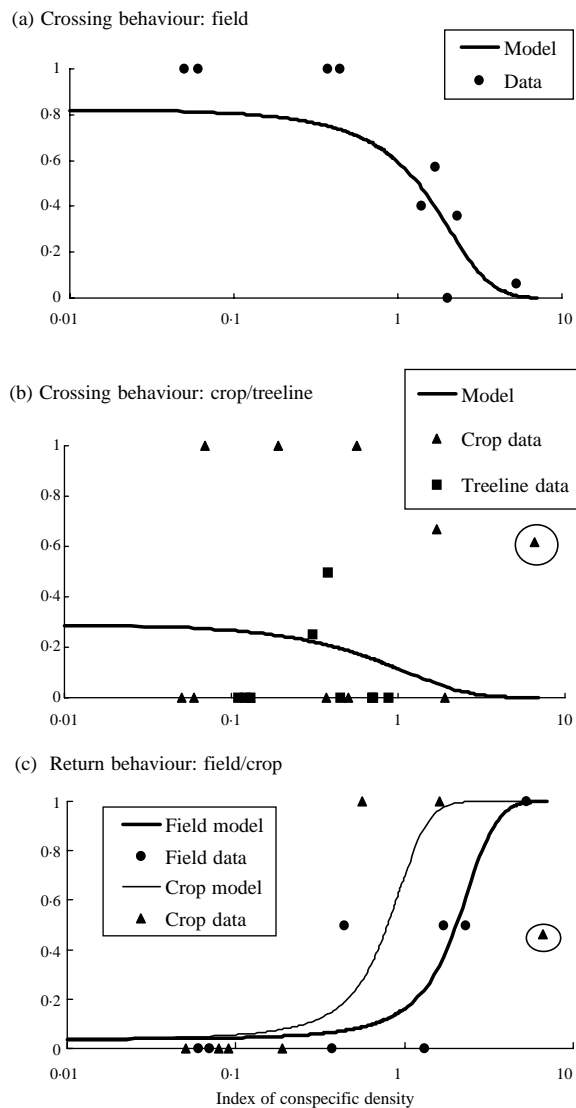 (a) Crossing behaviour: field
Model
Data
1
0·8
0·6
0·4
0·2
0
0·01 0·1 1 10
(b) Crossing behaviour: crop/treeline
Model
Crop data
Treeline data
1
0·8
0·6
0·4
0·2
0
0·01 0·1 1 10
(c) Return behaviour: field/crop
Field model
Field data
Crop model
Crop data
1
0·8
0·6
0·4
0·2
0
0·01 0·1 1 10
Index of conspecific density